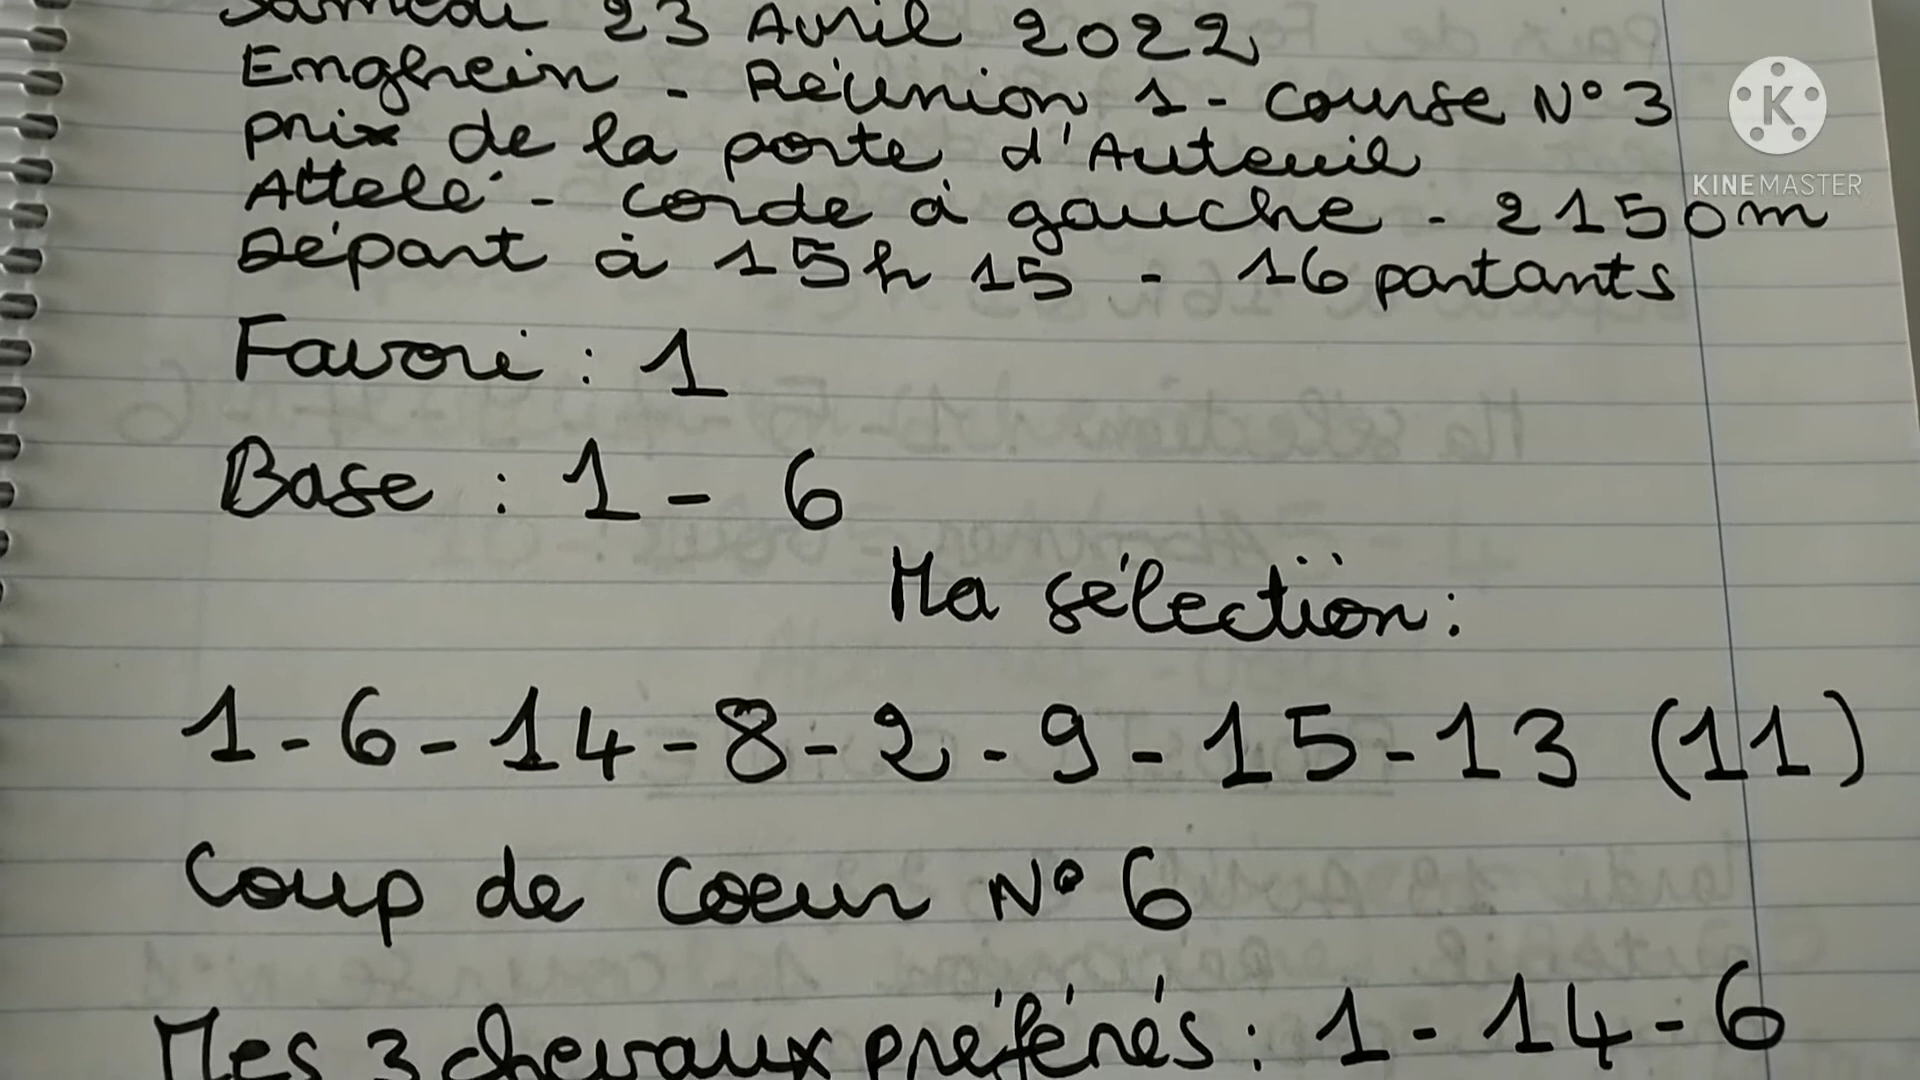 Samedi 23 Avril 2022
Enghein - Réunion 1 - course N° 3
prix de la porte d'Auteuil
Attelé - corde à gauche - 2150m
Départ à 15h15 - 16 partants
Favori : 1
Base : 1 - 6
Ma sélection :
1 - 6 - 14 - 8 - 2 - 9 - 15 - 13 (11)
Coup de coeur N° 6
Mes 3 chevaux préférés : 1 - 14 - 6
K
KINEMASTER